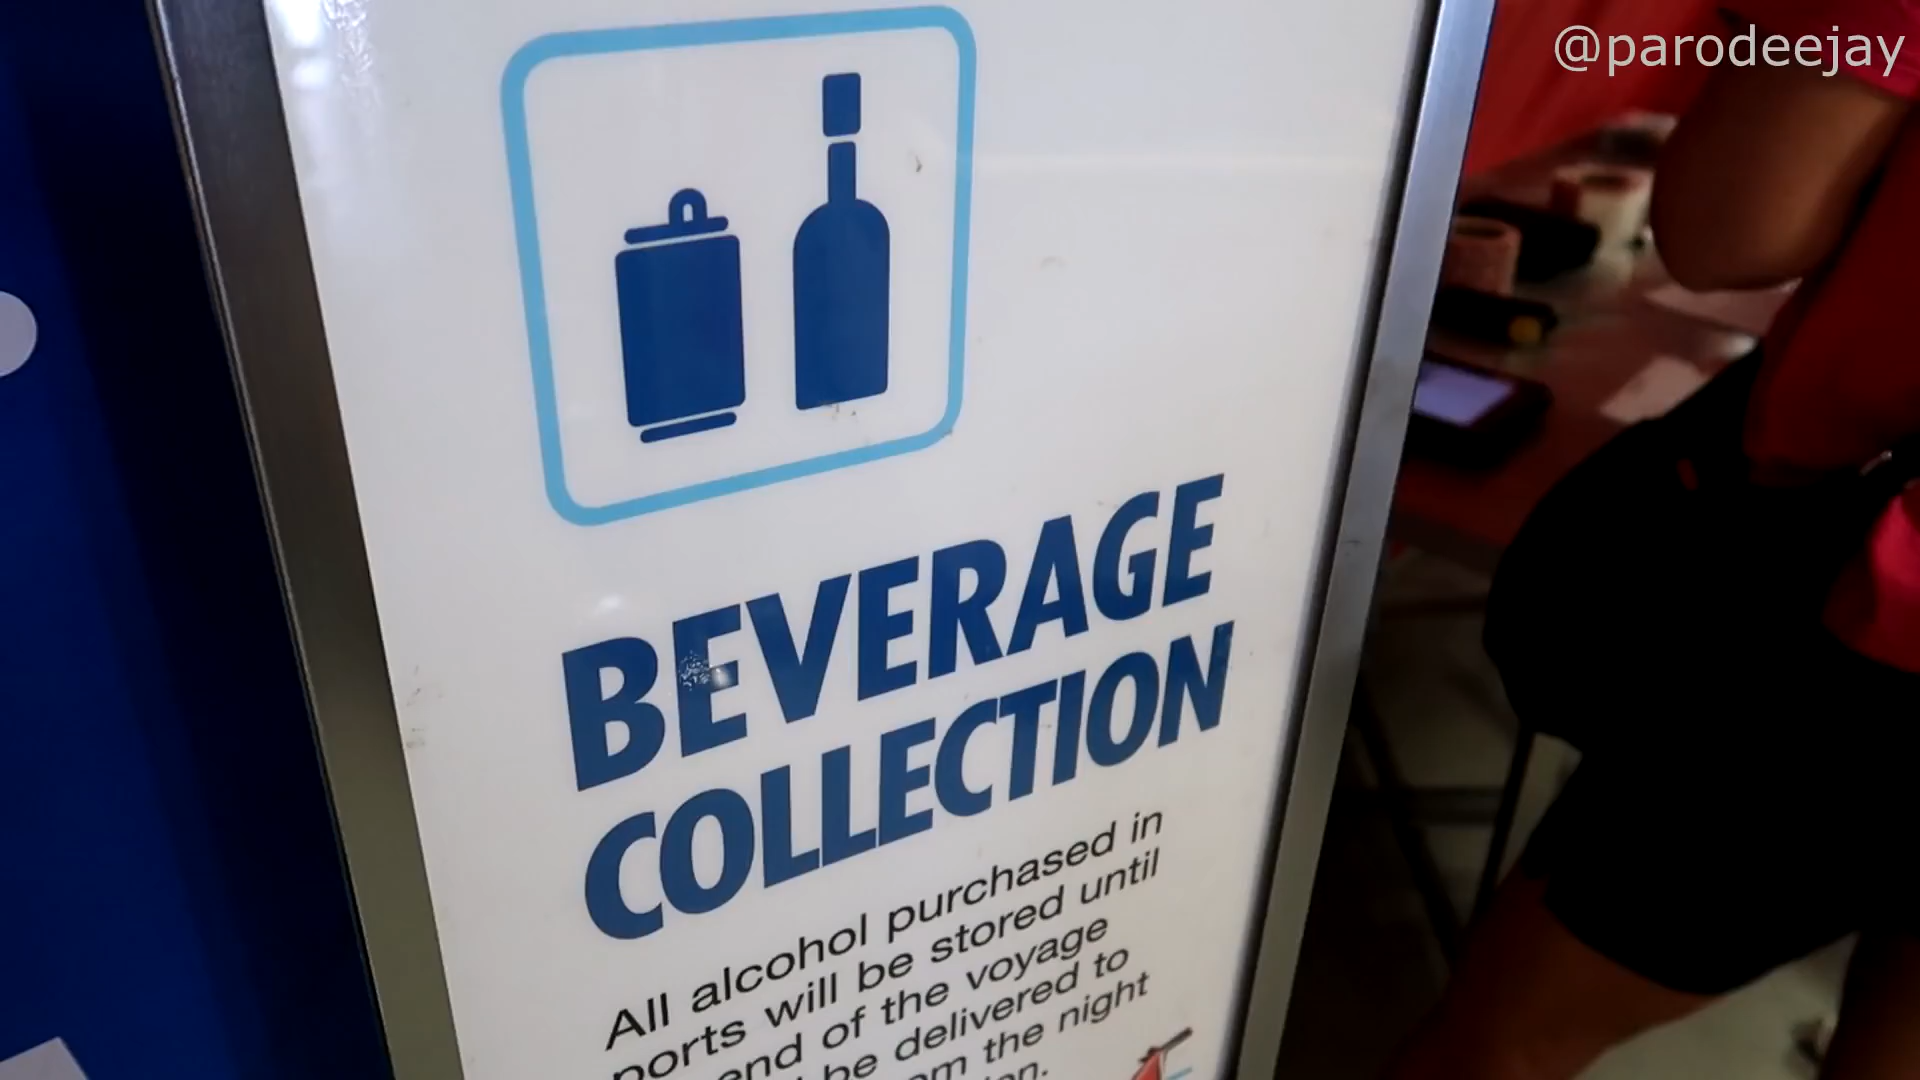 @parodeejay
BEVERAGE
COLLECTION
All alcohol purchased in
ports will be stored until
end of the voyage
be delivered to
the night